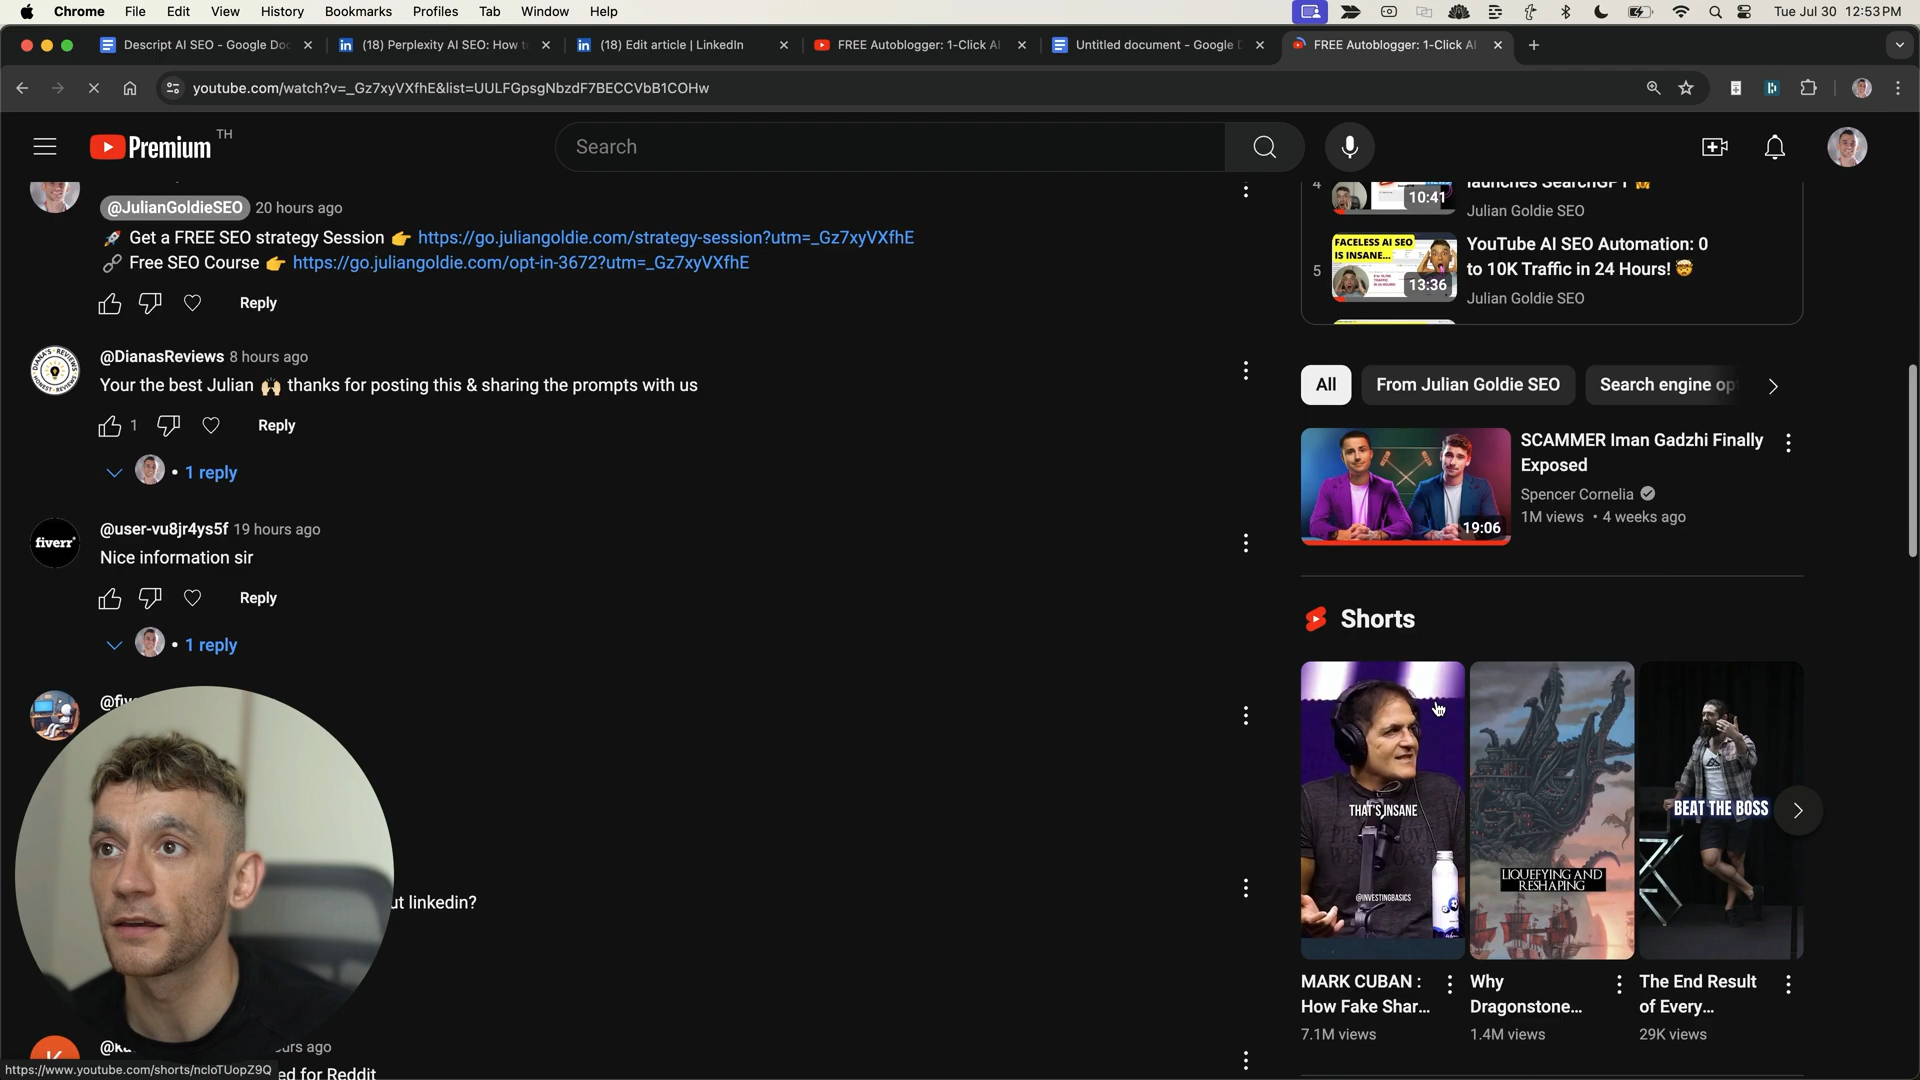 Chrome File Edit View History Bookmarks Profiles Tab Window Help Tue Jul 30 12:53 PM
Descript AI SEO - Google Doc
(18) Perplexity AI SEO: How t
(18) Edit article | LinkedIn
FREE Autoblogger: 1-Click AI
Untitled document - Google D
FREE Autoblogger: 1-Click AI
youtube.com/watch?v=_Gz7xyVXfhE&list=UULFGpsgNbzdF7BECCVbB1COHw
Premium TH
Search
@JulianGoldieSEO 20 hours ago
🚀 Get a FREE SEO strategy Session 👉 https://go.juliangoldie.com/strategy-session?utm=_Gz7xyVXfhE
🔗 Free SEO Course 👉 https://go.juliangoldie.com/opt-in-3672?utm=_Gz7xyVXfhE
Reply
@DianasReviews 8 hours ago
Your the best Julian 🙌🏻 thanks for posting this & sharing the prompts with us
1 Reply
• 1 reply
fiverr
@user-vu8jr4ys5f 19 hours ago
Nice information sir
Reply
• 1 reply
linkedin?
ago
for Reddit
https://www.youtube.com/shorts/ncloTUopZ9Q
4
10:41
launches SearchGPT
Julian Goldie SEO
5
FACELESS AI SEO
IS INSANE...
13:36
YouTube AI SEO Automation: 0
to 10K Traffic in 24 Hours! 🤯
Julian Goldie SEO
All From Julian Goldie SEO Search engine op
19:06
SCAMMER Iman Gadzhi Finally
Exposed
Spencer Cornelia
1M views • 4 weeks ago
Shorts
THAT'S INSANE
@INVESTINGBASICS
LIQUEFYING AND
RESHAPING
BEAT THE BOSS
MARK CUBAN :
How Fake Shar...
7.1M views
Why
Dragonstone...
1.4M views
The End Result
of Every...
29K views